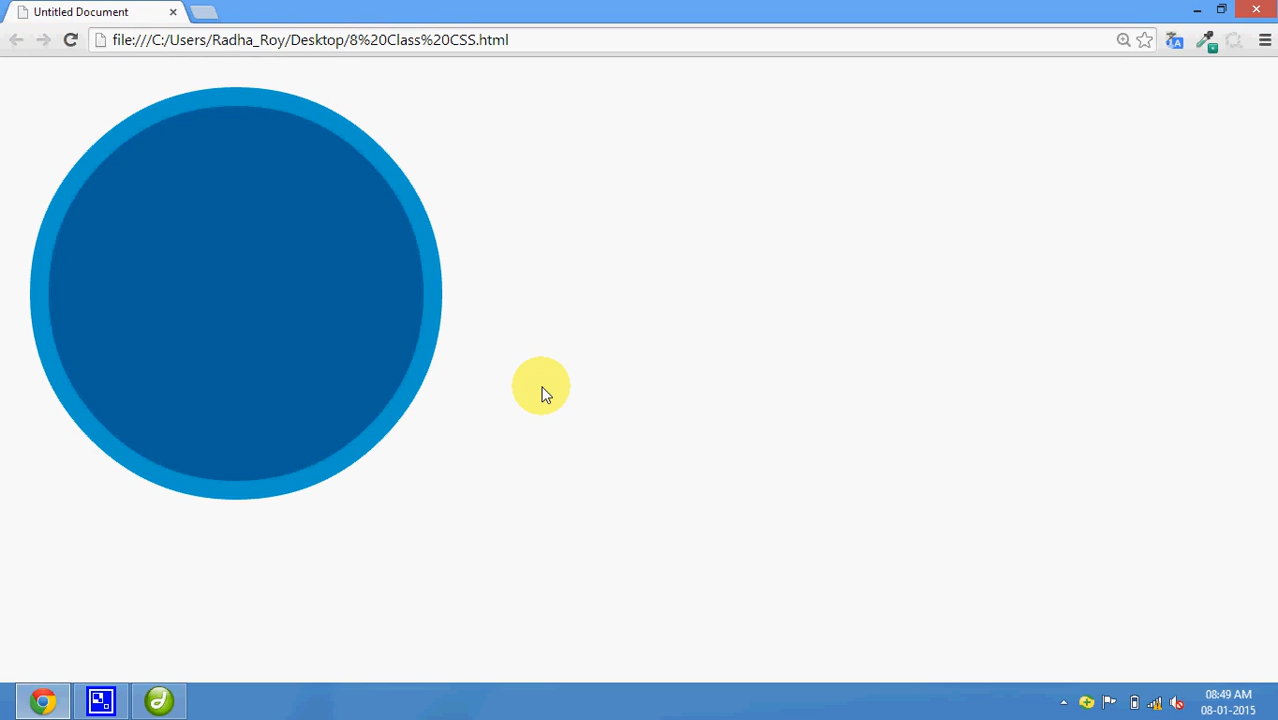 Untitled Document
file:///C:/Users/Radha_Roy/Desktop/8%20Class%20CSS.html
08:49 AM
08-01-2015